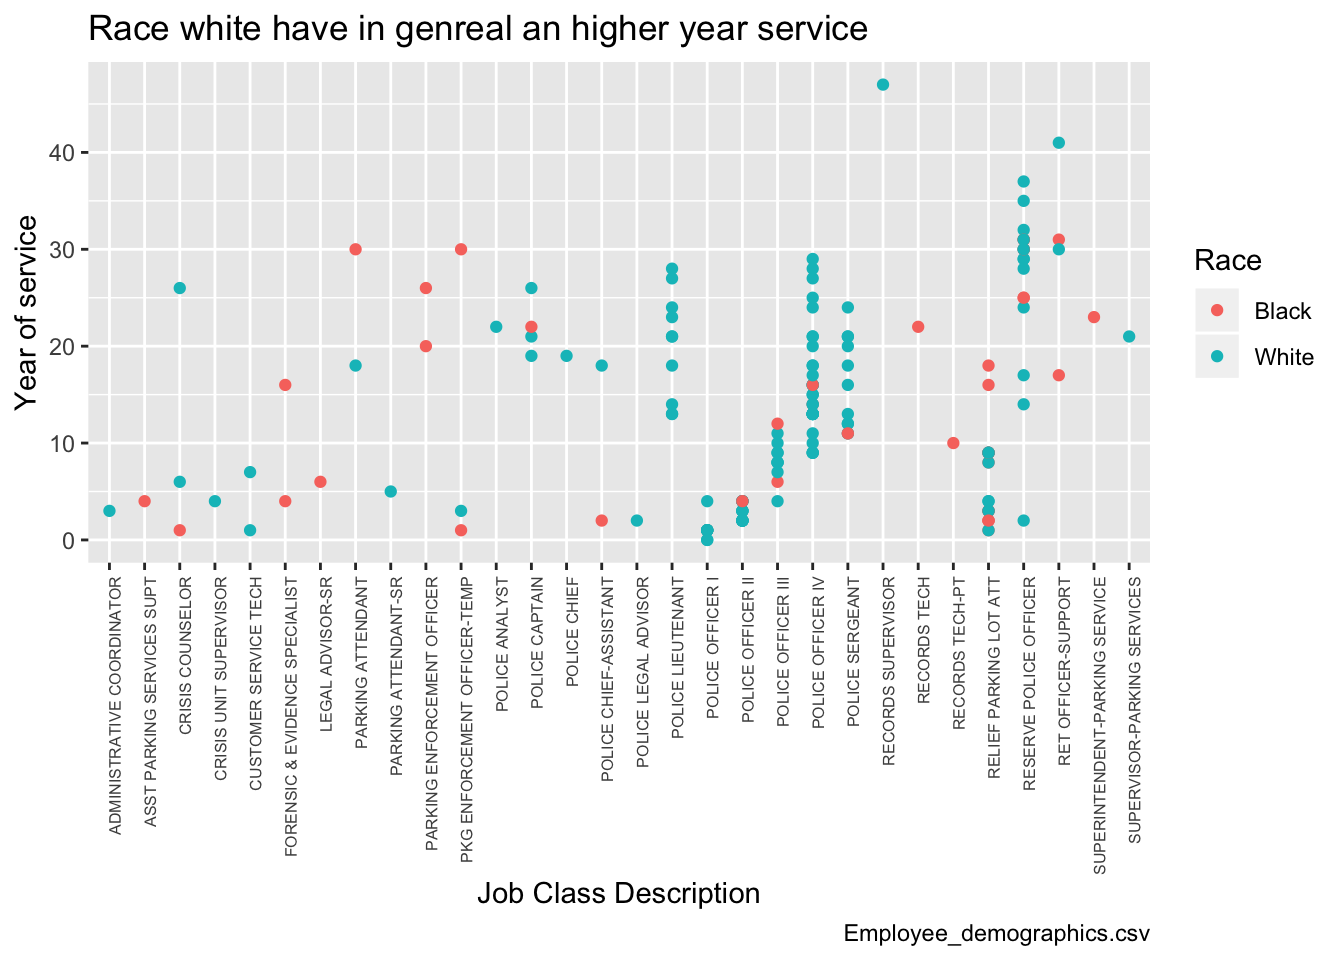 Race white have in genreal an higher year service
Year of service
40
30
20
10
0
ADMINISTRATIVE COORDINATOR
ASST PARKING SERVICES SUPT
CRISIS COUNSELOR
CRISIS UNIT SUPERVISOR
CUSTOMER SERVICE TECH
FORENSIC & EVIDENCE SPECIALIST
LEGAL ADVISOR-SR
PARKING ATTENDANT
PARKING ATTENDANT-SR
PARKING ENFORCEMENT OFFICER
PKG ENFORCEMENT OFFICER-TEMP
POLICE ANALYST
POLICE CAPTAIN
POLICE CHIEF
POLICE CHIEF-ASSISTANT
POLICE LEGAL ADVISOR
POLICE LIEUTENANT
POLICE OFFICER I
POLICE OFFICER II
POLICE OFFICER III
POLICE OFFICER IV
POLICE SERGEANT
RECORDS SUPERVISOR
RECORDS TECH
RECORDS TECH-PT
RELIEF PARKING LOT ATT
RESERVE POLICE OFFICER
RET OFFICER-SUPPORT
SUPERINTENDENT-PARKING SERVICE
SUPERVISOR-PARKING SERVICES
Job Class Description
Race
Black
White
Employee_demographics.csv